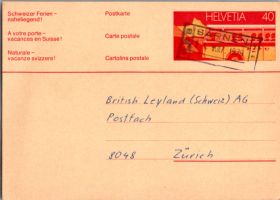 Schweizer Ferien –
naheliegend!
Postkarte
A votre porte –
vacances en Suisse!
Carte postale
Naturale –
vacanze svizzere!
Cartolina postale
HELVETIA 40
British Leyland (Schweiz) AG
Postfach
8048 Zürich